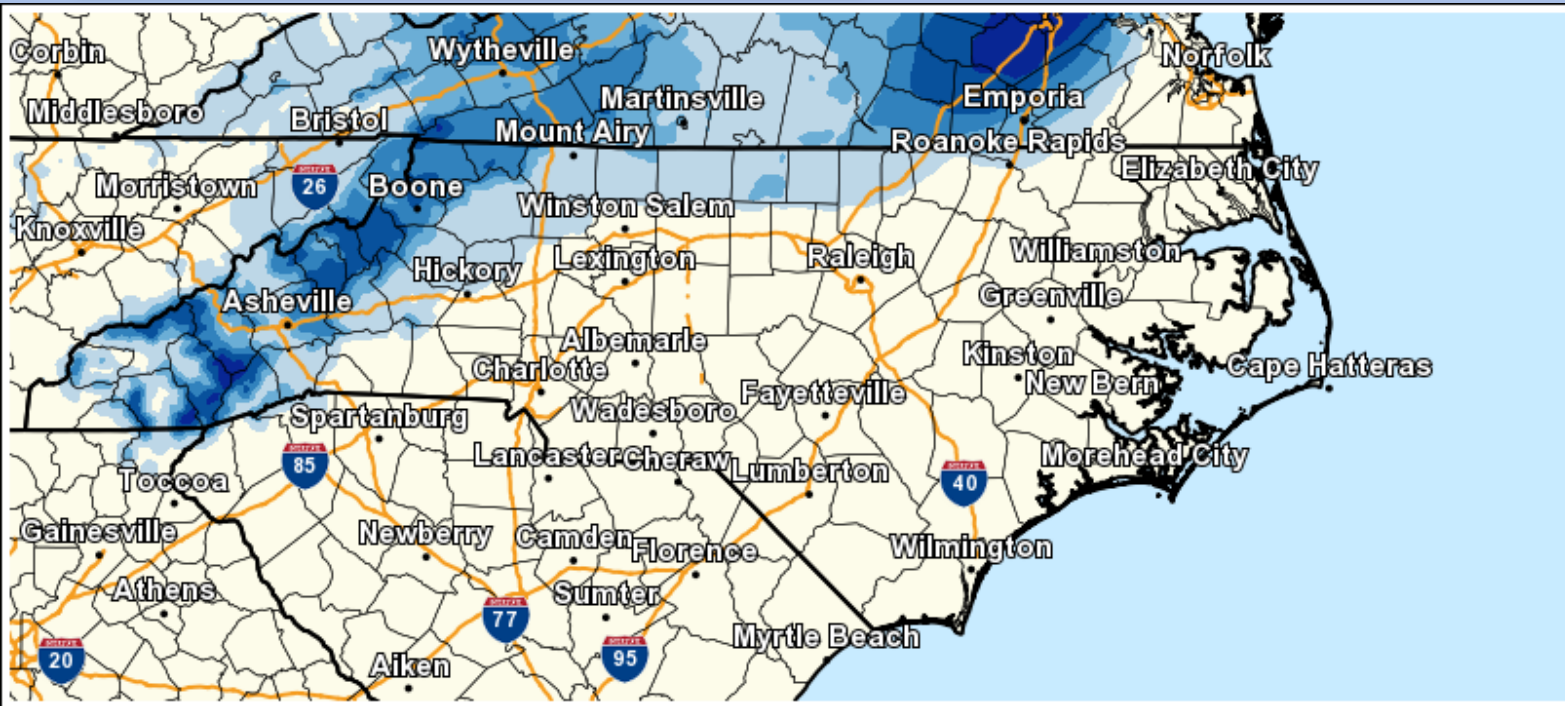 Corbin
Wytheville
Norfolk
Middlesboro
Bristol
Martinsville
Emporia
Mount Airy
Roanoke Rapids
Elizabeth City
26
Morristown
Boone
Winston Salem
Knoxville
Hickory
Lexington
Raleigh
Williamston
Asheville
Greenville
Albemarle
Charlotte
Kinston
Cape Hatteras
New Bern
Fayetteville
Spartanburg
Wadesboro
85
Lancaster
Cheraw
Lumberton
40
Morehead City
Toccoa
Gainesville
Newberry
Camden
Florence
Wilmington
Athens
Sumter
77
Myrtle Beach
20
95
Aiken